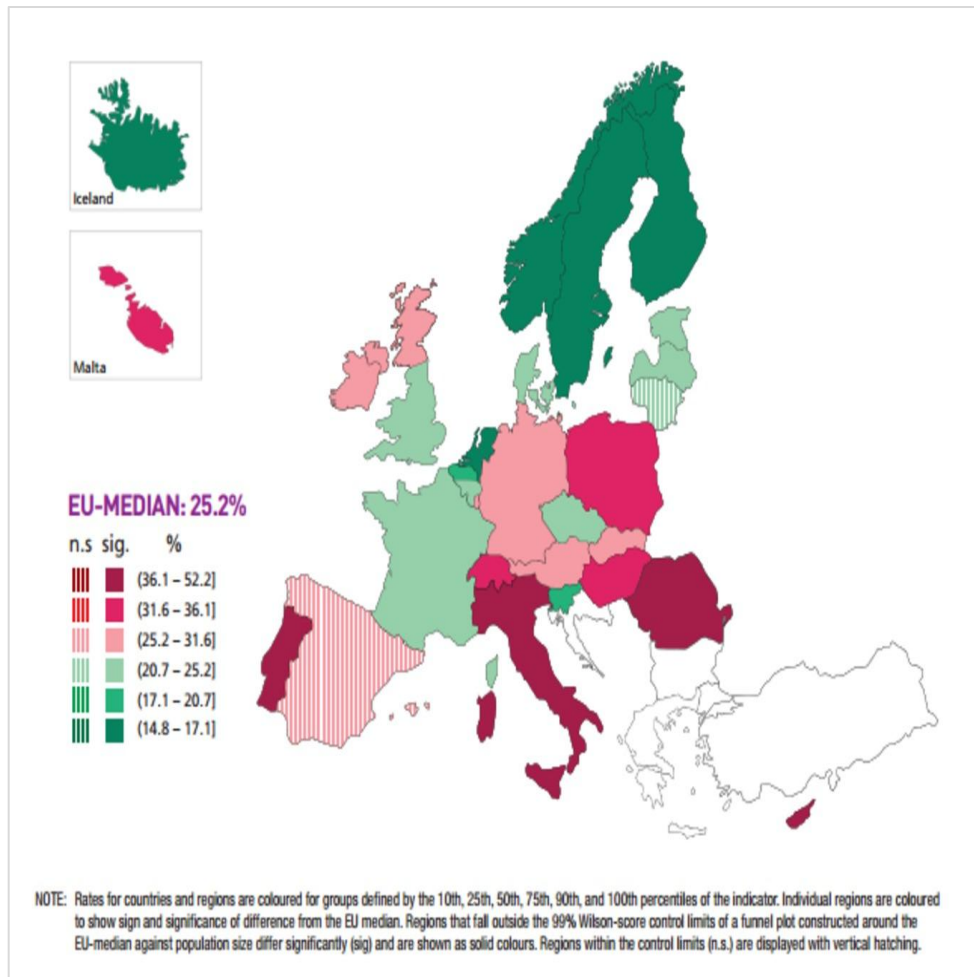 Iceland
Malta
EU-MEDIAN: 25.2%
n.s sig. %
(36.1 – 52.2]
(31.6 – 36.1]
(25.2 – 31.6]
(20.7 – 25.2]
(17.1 – 20.7]
(14.8 – 17.1]
NOTE: Rates for countries and regions are coloured for groups defined by the 10th, 25th, 50th, 75th, 90th, and 100th percentiles of the indicator. Individual regions are coloured
to show sign and significance of difference from the EU median. Regions that fall outside the 99% Wilson-score control limits of a funnel plot constructed around the
EU-median against population size differ significantly (sig) and are shown as solid colours. Regions within the control limits (n.s.) are displayed with vertical hatching.